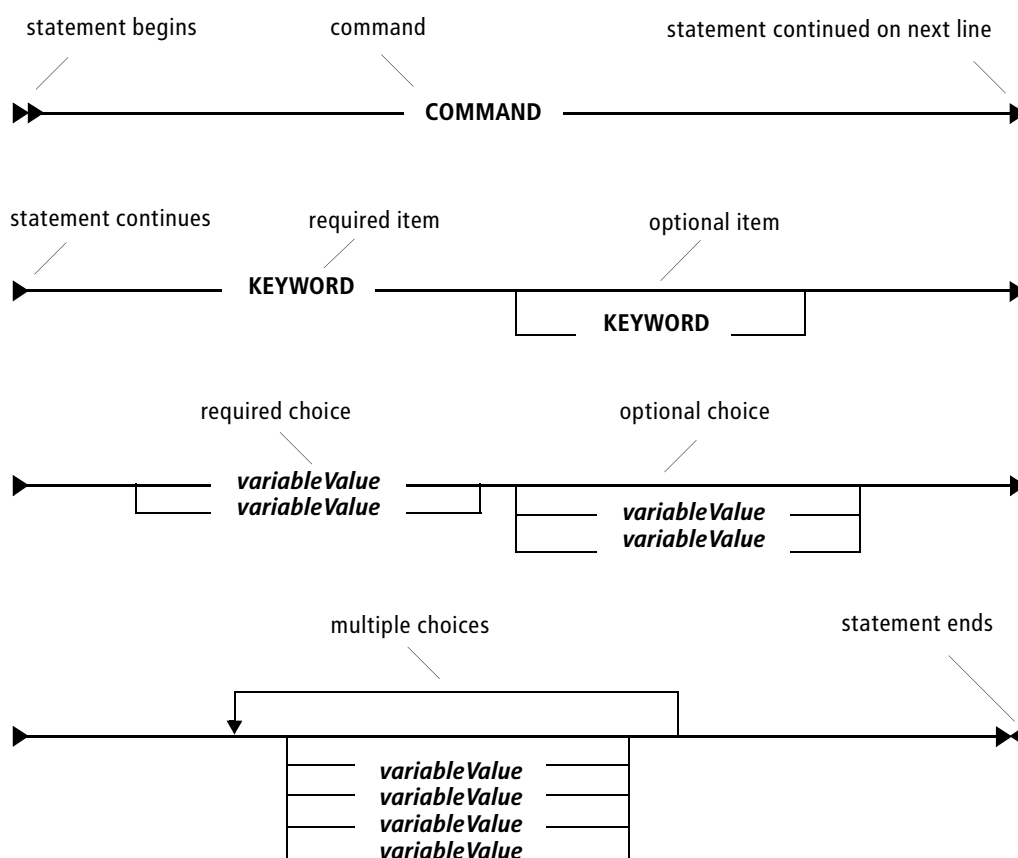 statement begins command statement continued on next line
COMMAND
statement continues required item optional item
KEYWORD
KEYWORD
required choice optional choice
variableValue
variableValue
variableValue
variableValue
multiple choices statement ends
variableValue
variableValue
variableValue
variableValue